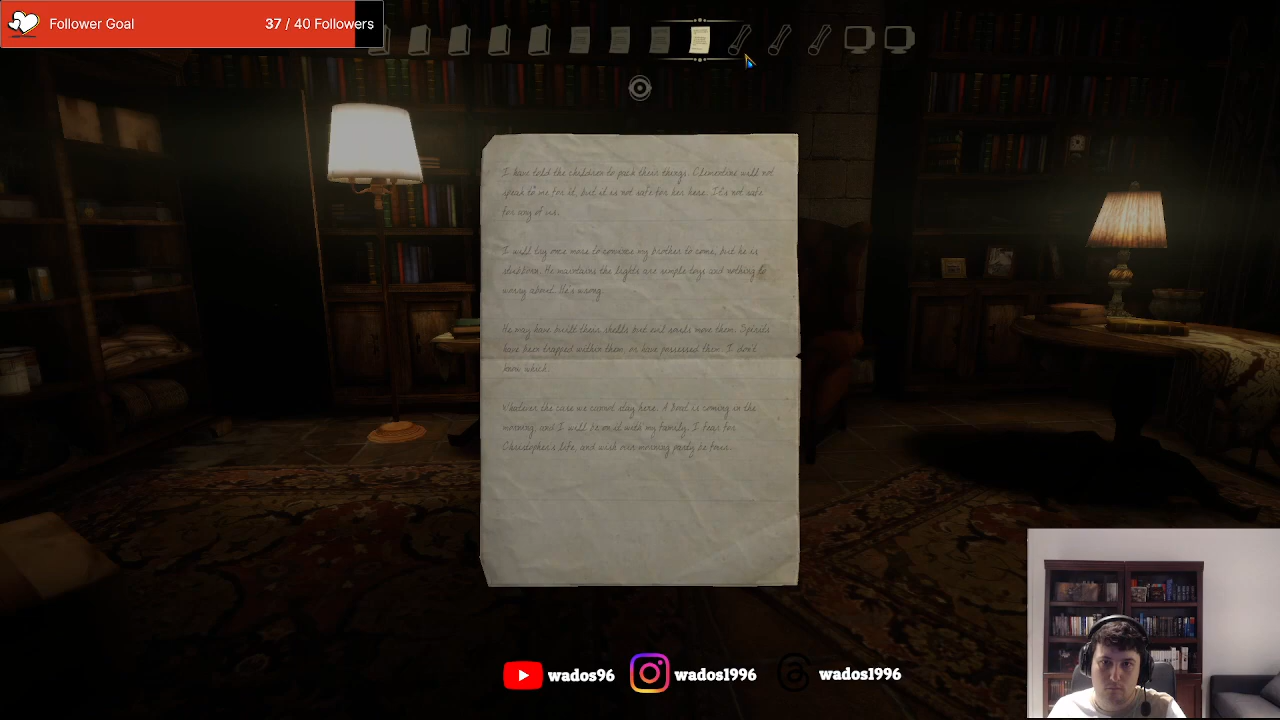 Follower Goal
37 / 40 Followers
I have told the children to pack their things. Clementine will not
speak to me for it, but it is not safe for her here. It's not safe
for any of us.
I will try once more to convince my brother to come, but he is
stubborn. He maintains the lights are simple toys and nothing to
worry about. He's wrong.
He may have built their shells but evil souls move them. Spirits
have been trapped within them, or have possessed them. I don't
know which.
Whatever the case we cannot stay here. A boat is coming in the
morning, and I will be on it with my family. I fear for
Christopher's life, and wish our morning party be four.
wados96
wados1996
wados1996